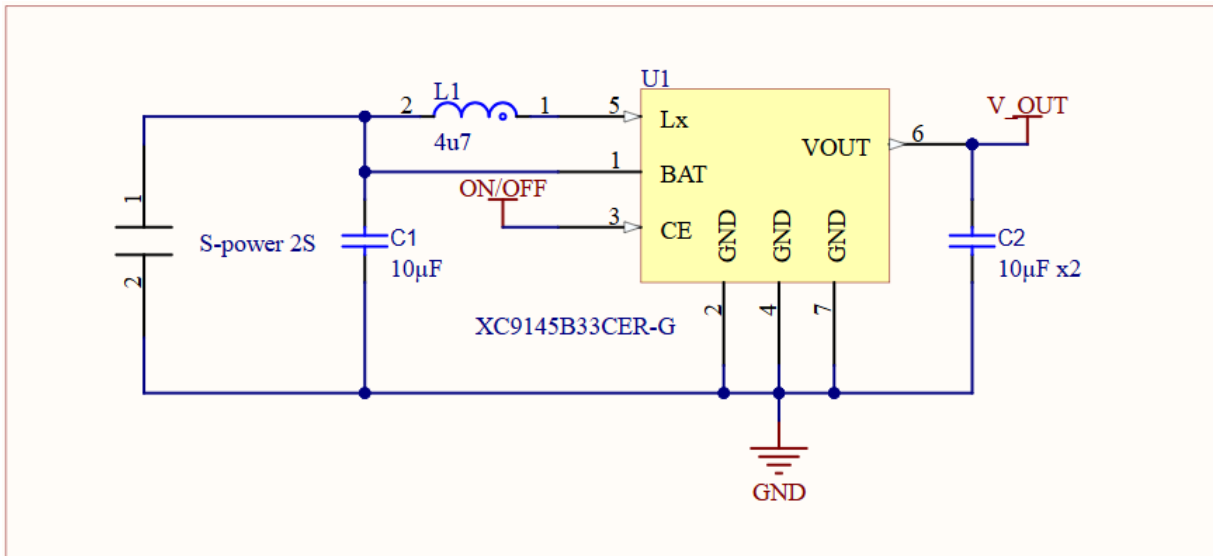 U1
L1
2
1
5
Lx
4u7
V_OUT
6
VOUT
1
BAT
ON/OFF
3
CE
GND
GND
GND
1
S-power 2S
2
C1
10µF
C2
10µF x2
2
4
7
XC9145B33CER-G
GND